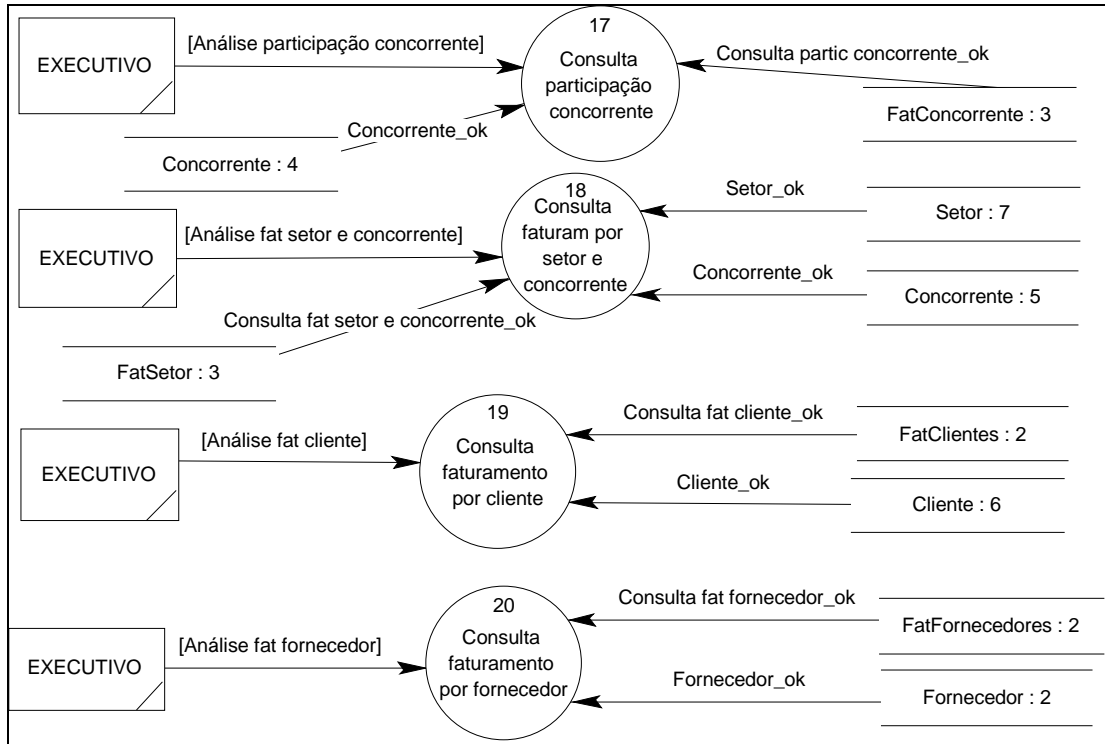 17
[Análise participação concorrente]
EXECUTIVO
Consulta
participação
concorrente
Consulta partic concorrente_ok
FatConcorrente : 3
Concorrente_ok
Concorrente : 4
18
Consulta
faturam por
setor e
concorrente
Setor_ok
Setor : 7
[Análise fat setor e concorrente]
EXECUTIVO
Concorrente_ok
Concorrente : 5
Consulta fat setor e concorrente_ok
FatSetor : 3
19
Consulta
faturamento
por cliente
[Análise fat cliente]
EXECUTIVO
Consulta fat cliente_ok
FatClientes : 2
Cliente_ok
Cliente : 6
20
Consulta
faturamento
por fornecedor
[Análise fat fornecedor]
EXECUTIVO
Consulta fat fornecedor_ok
FatFornecedores : 2
Fornecedor_ok
Fornecedor : 2